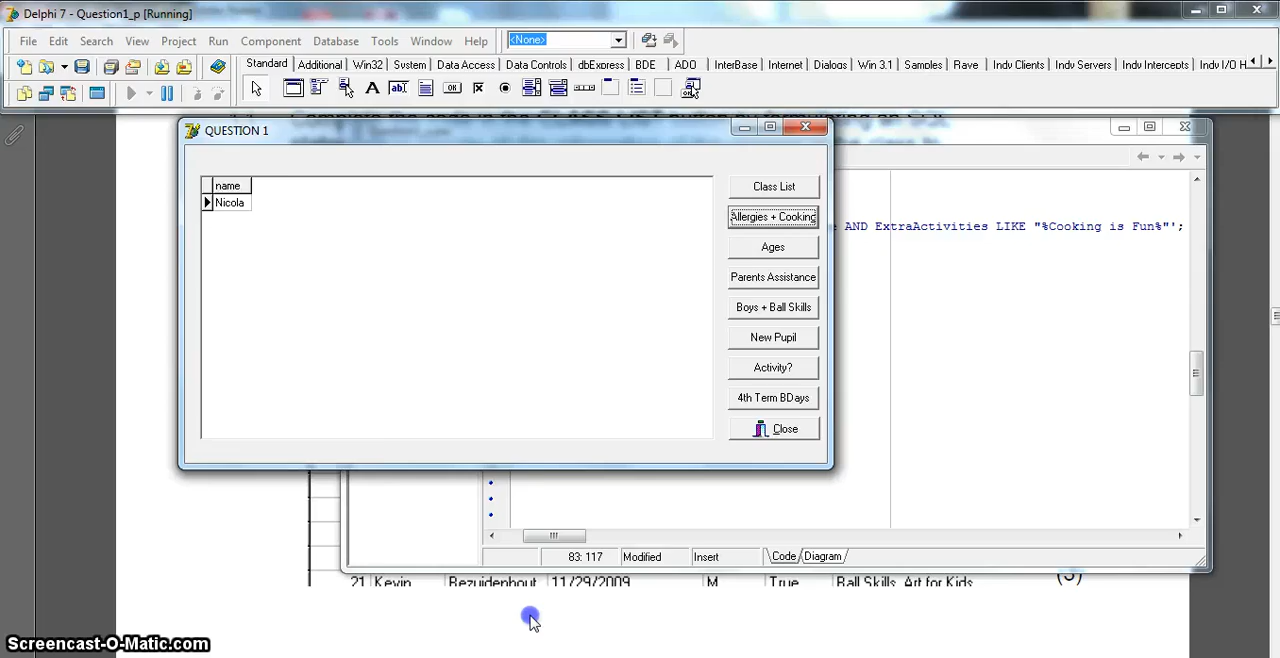 Delphi 7 - Question1_p [Running]
File Edit Search View Project Run Component Database Tools Window Help <None>
Standard Additional Win32 System Data Access Data Controls dbExpress BDE ADO InterBase Internet Dialogs Win 3.1 Samples Rave Indy Clients Indy Servers Indy Intercepts Indy I/O H
QUESTION 1
name
Nicola
Class List
Allergies + Cooking
Ages
Parents Assistance
Boys + Ball Skills
New Pupil
Activity?
4th Term BDays
Close
AND ExtraActivities LIKE "%Cooking is Fun%"';
83: 117 Modified Insert Code Diagram
21 Kevin Bezuidenhout 11/29/2009 M True Ball Skills, Art for Kids
(3)
Screencast-O-Matic.com